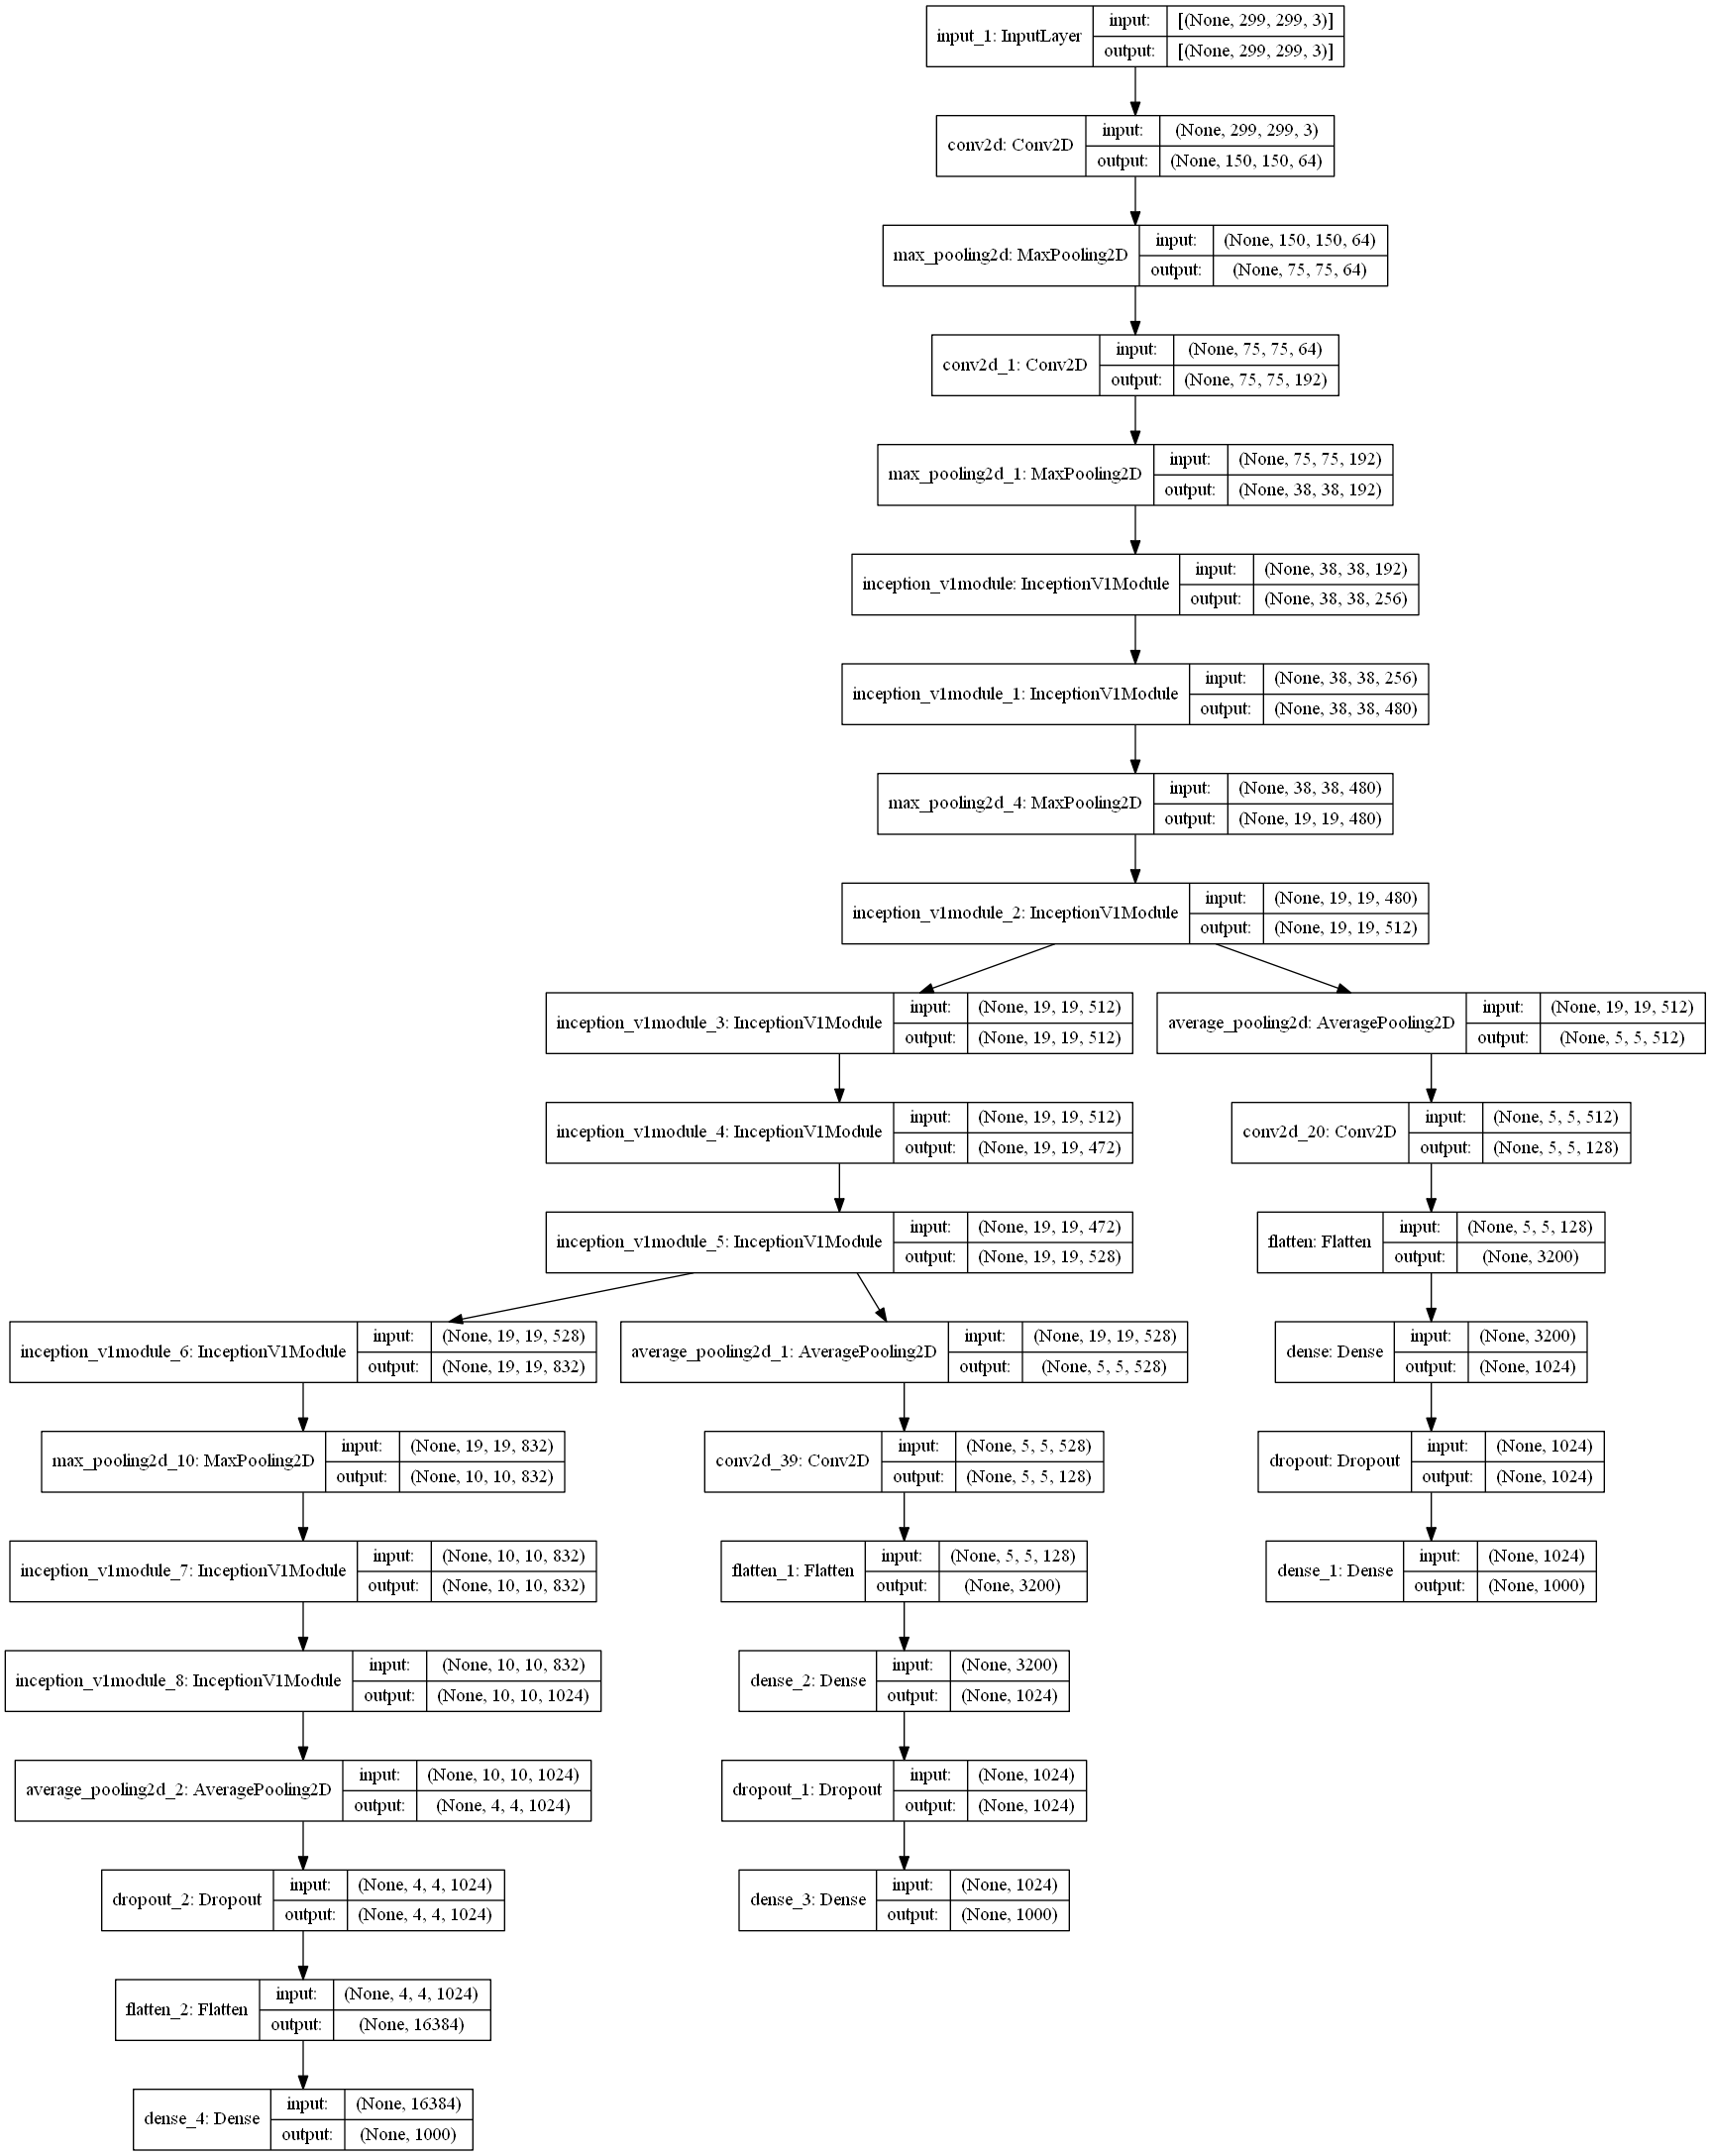 input_1: InputLayer
input: [(None, 299, 299, 3)]
output: [(None, 299, 299, 3)]
conv2d: Conv2D
input: (None, 299, 299, 3)
output: (None, 150, 150, 64)
max_pooling2d: MaxPooling2D
input: (None, 150, 150, 64)
output: (None, 75, 75, 64)
conv2d_1: Conv2D
input: (None, 75, 75, 64)
output: (None, 75, 75, 192)
max_pooling2d_1: MaxPooling2D
input: (None, 75, 75, 192)
output: (None, 38, 38, 192)
inception_v1module: InceptionV1Module
input: (None, 38, 38, 192)
output: (None, 38, 38, 256)
inception_v1module_1: InceptionV1Module
input: (None, 38, 38, 256)
output: (None, 38, 38, 480)
max_pooling2d_4: MaxPooling2D
input: (None, 38, 38, 480)
output: (None, 19, 19, 480)
inception_v1module_2: InceptionV1Module
input: (None, 19, 19, 480)
output: (None, 19, 19, 512)
inception_v1module_3: InceptionV1Module
input: (None, 19, 19, 512)
output: (None, 19, 19, 512)
average_pooling2d: AveragePooling2D
input: (None, 19, 19, 512)
output: (None, 5, 5, 512)
inception_v1module_4: InceptionV1Module
input: (None, 19, 19, 512)
output: (None, 19, 19, 472)
conv2d_20: Conv2D
input: (None, 5, 5, 512)
output: (None, 5, 5, 128)
inception_v1module_5: InceptionV1Module
input: (None, 19, 19, 472)
output: (None, 19, 19, 528)
flatten: Flatten
input: (None, 5, 5, 128)
output: (None, 3200)
inception_v1module_6: InceptionV1Module
input: (None, 19, 19, 528)
output: (None, 19, 19, 832)
average_pooling2d_1: AveragePooling2D
input: (None, 19, 19, 528)
output: (None, 5, 5, 528)
dense: Dense
input: (None, 3200)
output: (None, 1024)
max_pooling2d_10: MaxPooling2D
input: (None, 19, 19, 832)
output: (None, 10, 10, 832)
conv2d_39: Conv2D
input: (None, 5, 5, 528)
output: (None, 5, 5, 128)
dropout: Dropout
input: (None, 1024)
output: (None, 1024)
inception_v1module_7: InceptionV1Module
input: (None, 10, 10, 832)
output: (None, 10, 10, 832)
flatten_1: Flatten
input: (None, 5, 5, 128)
output: (None, 3200)
dense_1: Dense
input: (None, 1024)
output: (None, 1000)
inception_v1module_8: InceptionV1Module
input: (None, 10, 10, 832)
output: (None, 10, 10, 1024)
dense_2: Dense
input: (None, 3200)
output: (None, 1024)
average_pooling2d_2: AveragePooling2D
input: (None, 10, 10, 1024)
output: (None, 4, 4, 1024)
dropout_1: Dropout
input: (None, 1024)
output: (None, 1024)
dropout_2: Dropout
input: (None, 4, 4, 1024)
output: (None, 4, 4, 1024)
dense_3: Dense
input: (None, 1024)
output: (None, 1000)
flatten_2: Flatten
input: (None, 4, 4, 1024)
output: (None, 16384)
dense_4: Dense
input: (None, 16384)
output: (None, 1000)